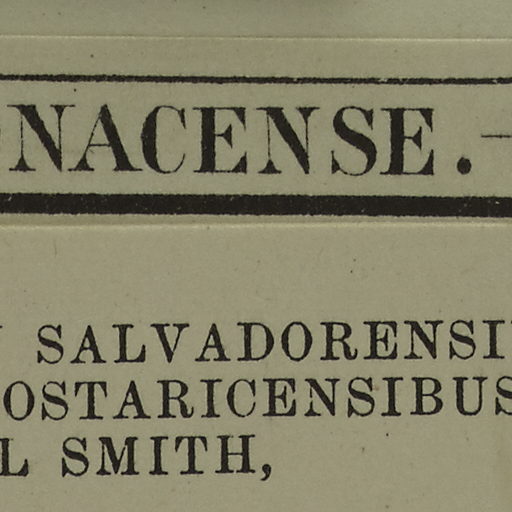 NACENSE.—
SALVADORENSI
OSTARICENSIBUS
L SMITH,